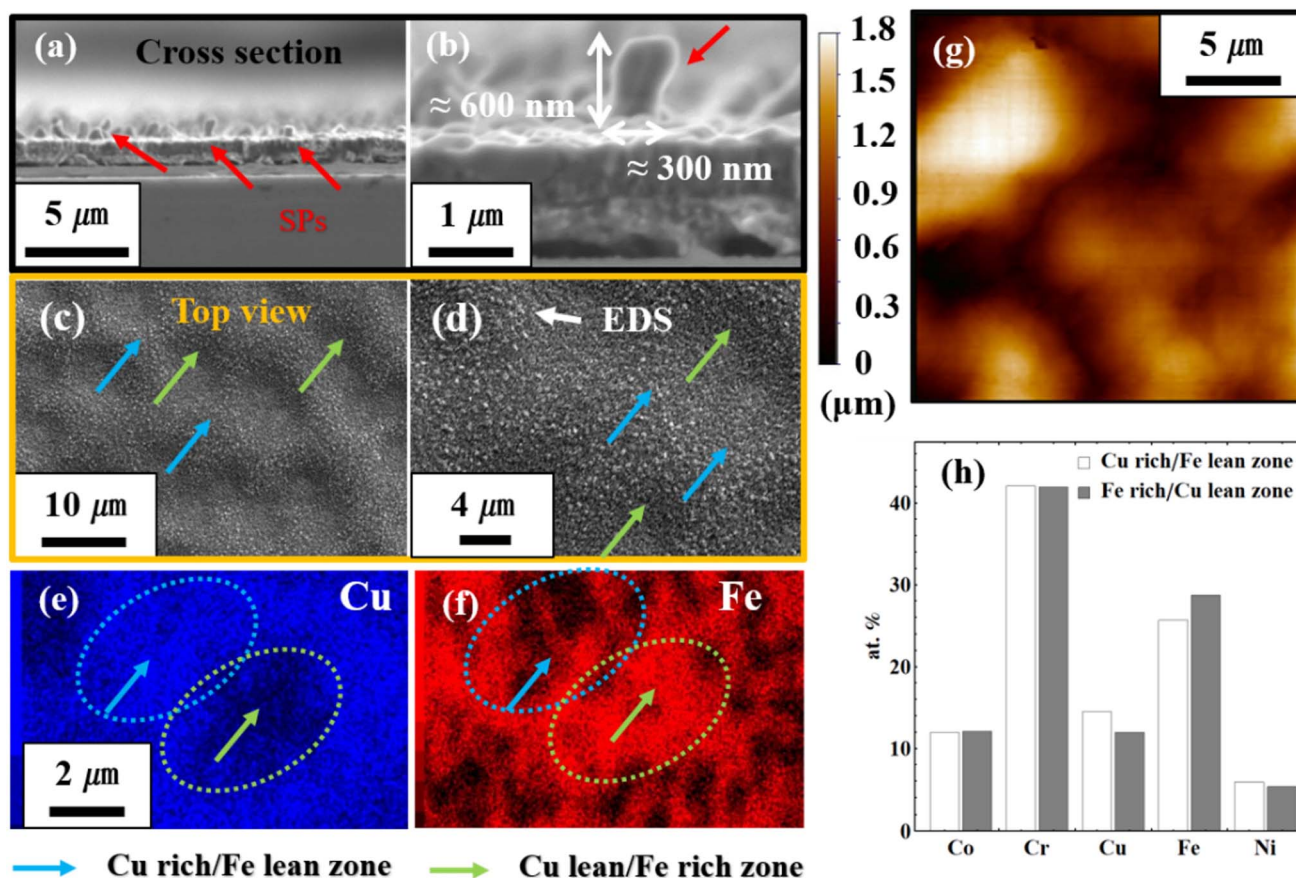 (a)
Cross section
SPs
5 μm
(b)
≈ 600 nm
≈ 300 nm
1 μm
(c)
Top view
10 μm
(d)
EDS
4 μm
(e)
Cu
2 μm
(f)
Fe
Cu rich/Fe lean zone
Cu lean/Fe rich zone
1.8
1.5
1.2
0.9
0.6
0.3
0
(μm)
(g)
5 μm
(h)
Cu rich/Fe lean zone
Fe rich/Cu lean zone
at. %
40
30
20
10
0
Co Cr Cu Fe Ni